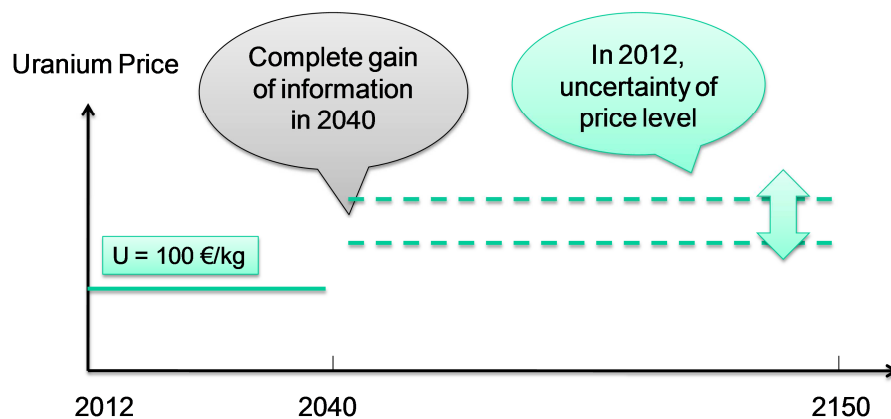 Uranium Price
Complete gain
of information
in 2040
In 2012,
uncertainty of
price level
U = 100 €/kg
2012
2040
2150